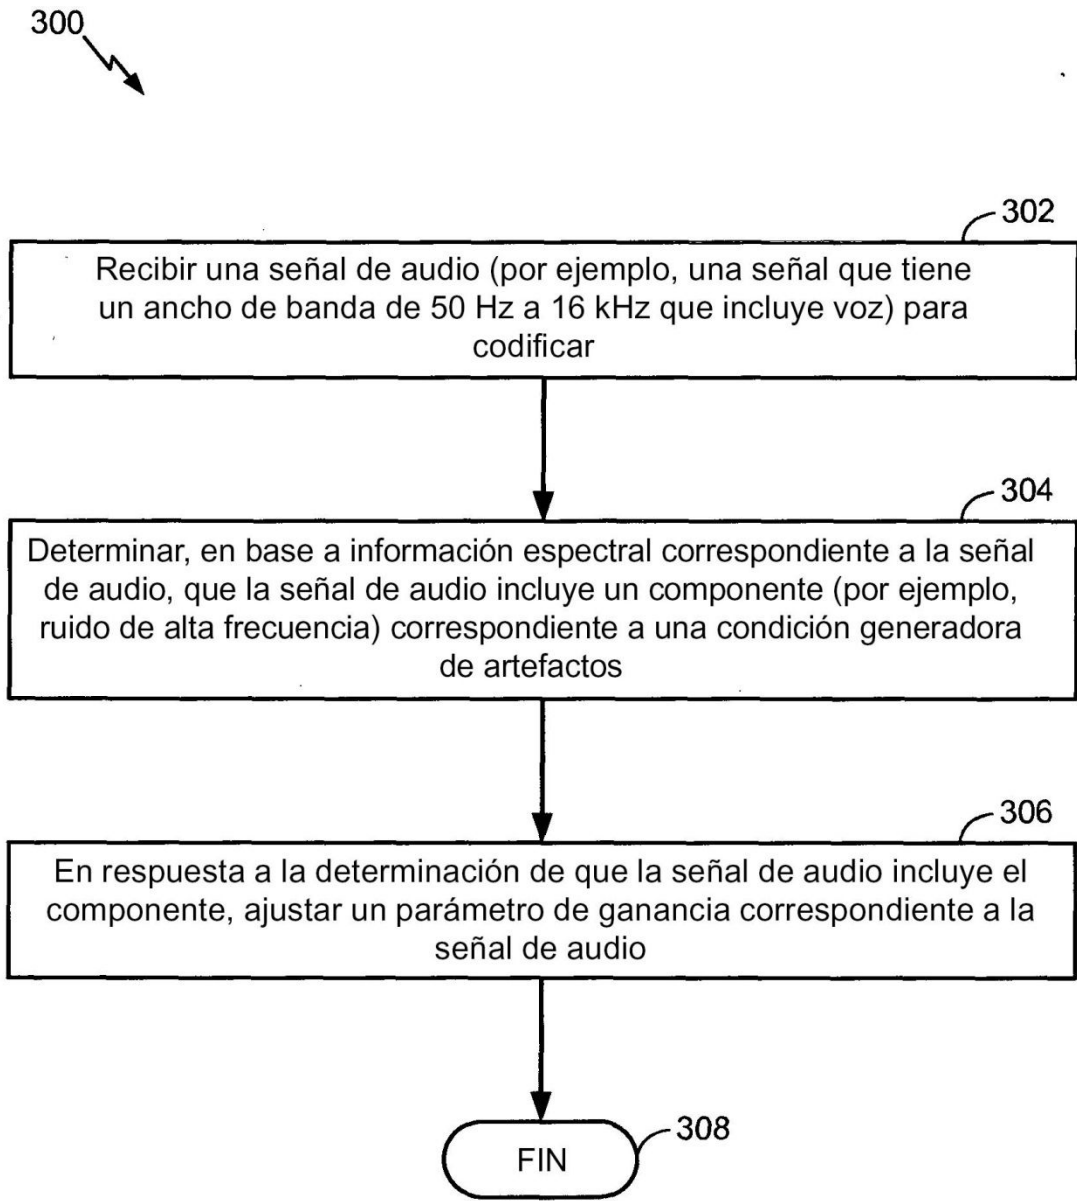 300
302
Recibir una señal de audio (por ejemplo, una señal que tiene
un ancho de banda de 50 Hz a 16 kHz que incluye voz) para
codificar
304
Determinar, en base a información espectral correspondiente a la señal
de audio, que la señal de audio incluye un componente (por ejemplo,
ruido de alta frecuencia) correspondiente a una condición generadora
de artefactos
306
En respuesta a la determinación de que la señal de audio incluye el
componente, ajustar un parámetro de ganancia correspondiente a la
señal de audio
308
FIN